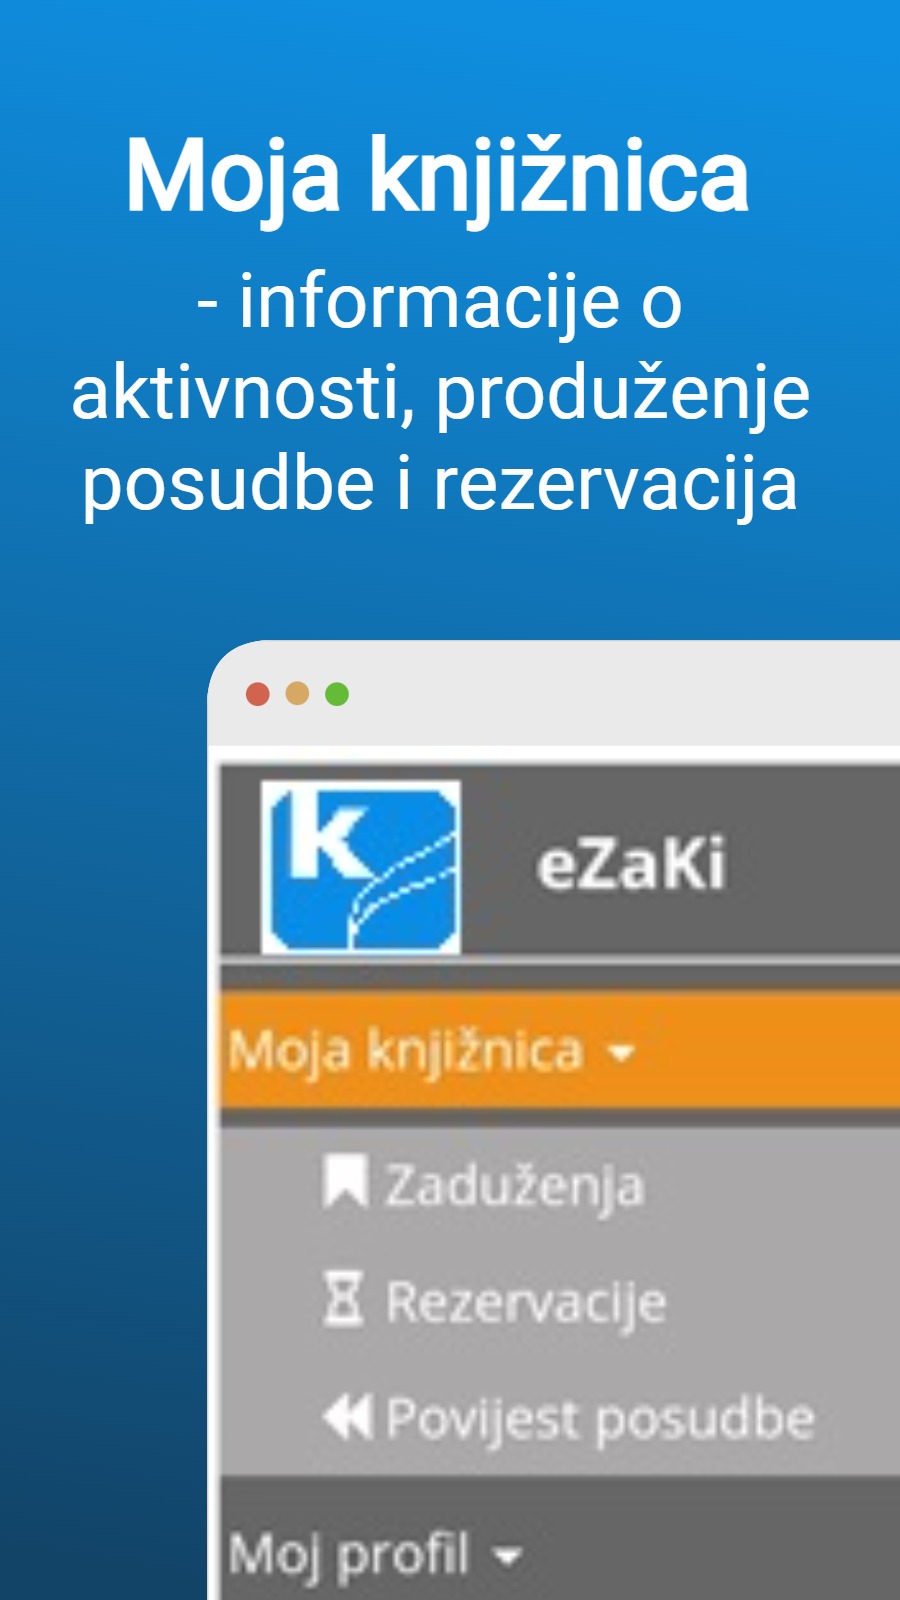 Moja knjižnica
- informacije o
aktivnosti, produženje
posudbe i rezervacija
k
eZaKi
Moja knjižnica
Zaduženja
Rezervacije
Povijest posudbe
Moj profil